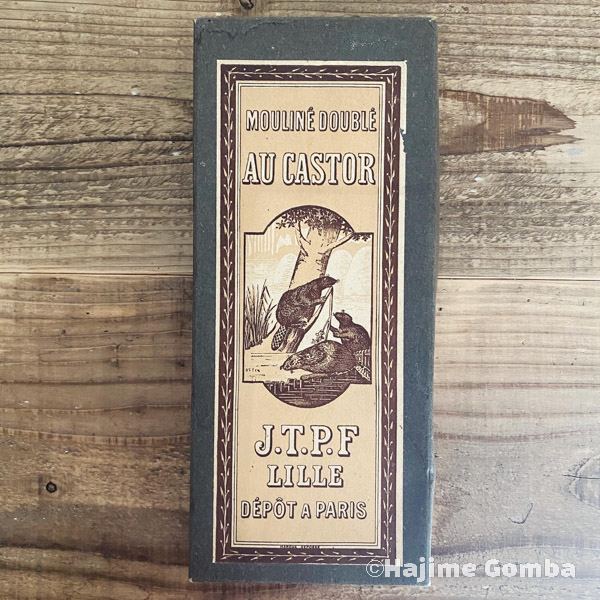 MOULINÉ DOUBLÉ
AU CASTOR
J.T.P.F
LILLE
DÉPÔT A PARIS
©Hajime Gomba